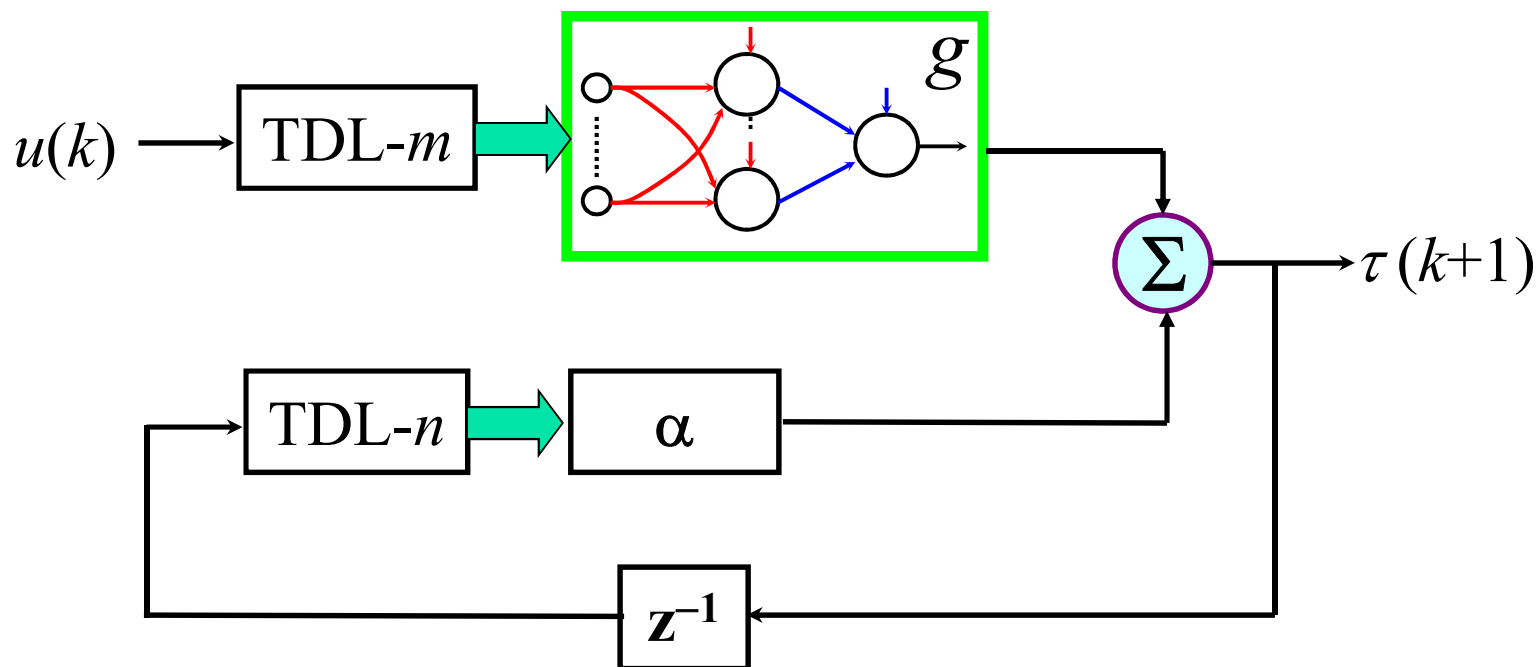 g
u(k)
TDL-m
Σ
τ (k+1)
TDL-n
α
z⁻¹